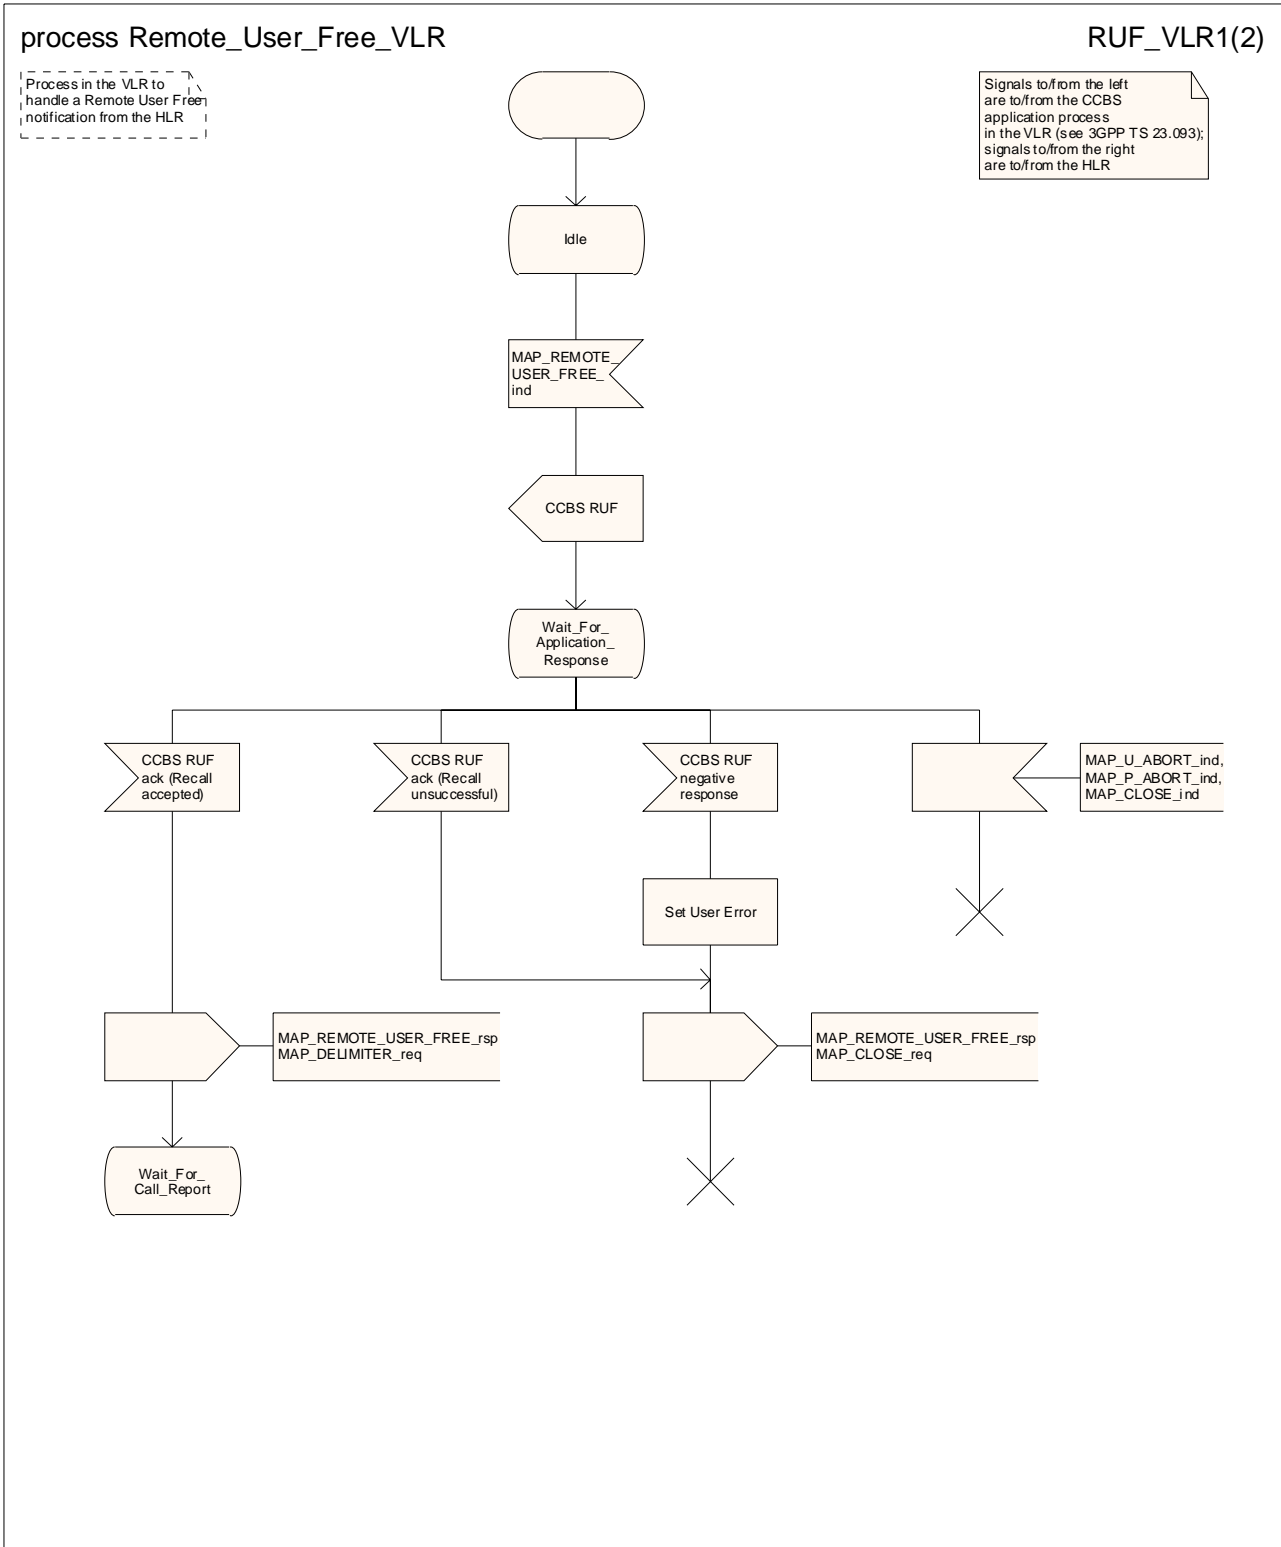 process Remote_User_Free_VLR
RUF_VLR1(2)
Process in the VLR to
handle a Remote User Free
notification from the HLR
Signals to/from the left
are to/from the CCBS
application process
in the VLR (see 3GPP TS 23.093);
signals to/from the right
are to/from the HLR
Idle
MAP_REMOTE_
USER_FREE_
ind
CCBS RUF
Wait_For_
Application_
Response
CCBS RUF
ack (Recall
accepted)
CCBS RUF
ack (Recall
unsuccessful)
CCBS RUF
negative
response
MAP_U_ABORT_ind,
MAP_P_ABORT_ind,
MAP_CLOSE_ind
Set User Error
MAP_REMOTE_USER_FREE_rsp
MAP_DELIMITER_req
MAP_REMOTE_USER_FREE_rsp
MAP_CLOSE_req
Wait_For_
Call_Report